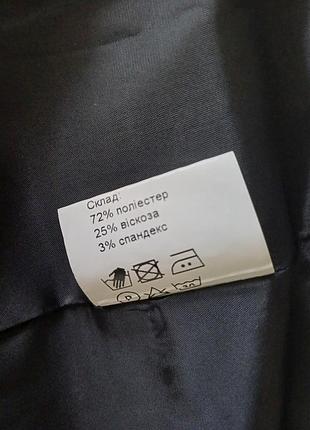 Склад:
72% поліестер
25% віскоза
3% спандекс